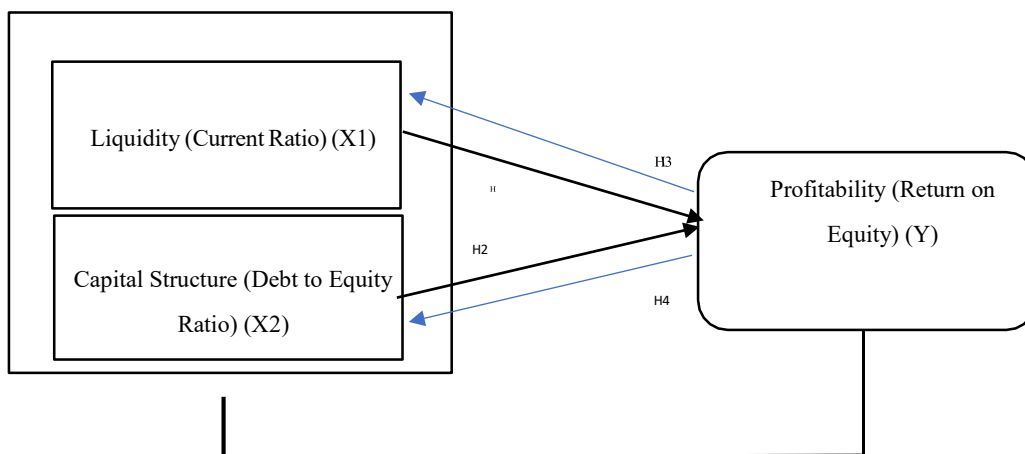 Liquidity (Current Ratio) (X1)
H3
H
Profitability (Return on
Equity) (Y)
H2
Capital Structure (Debt to Equity
Ratio) (X2)
H4